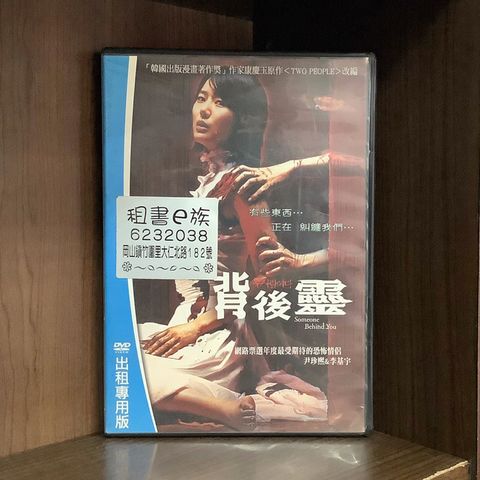 「韓國出版漫畫著作獎」作家康慶玉原作<TWO PEOPLE>改編
有些東西…
正在 糾纏我們…
租書e族
6232038
岡山鎮竹圍里大仁北路182號
背後靈
Someone
Behind You
網路票選年度最受期待的恐怖情侶
尹珍熙&李基宇
DVD
VIDEO
出租專用版